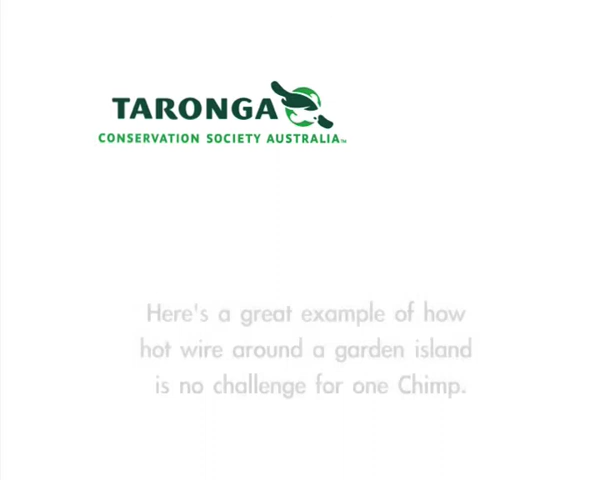 TARONGA
CONSERVATION SOCIETY AUSTRALIA™
Here's a great example of how
hot wire around a garden island
is no challenge for one Chimp.